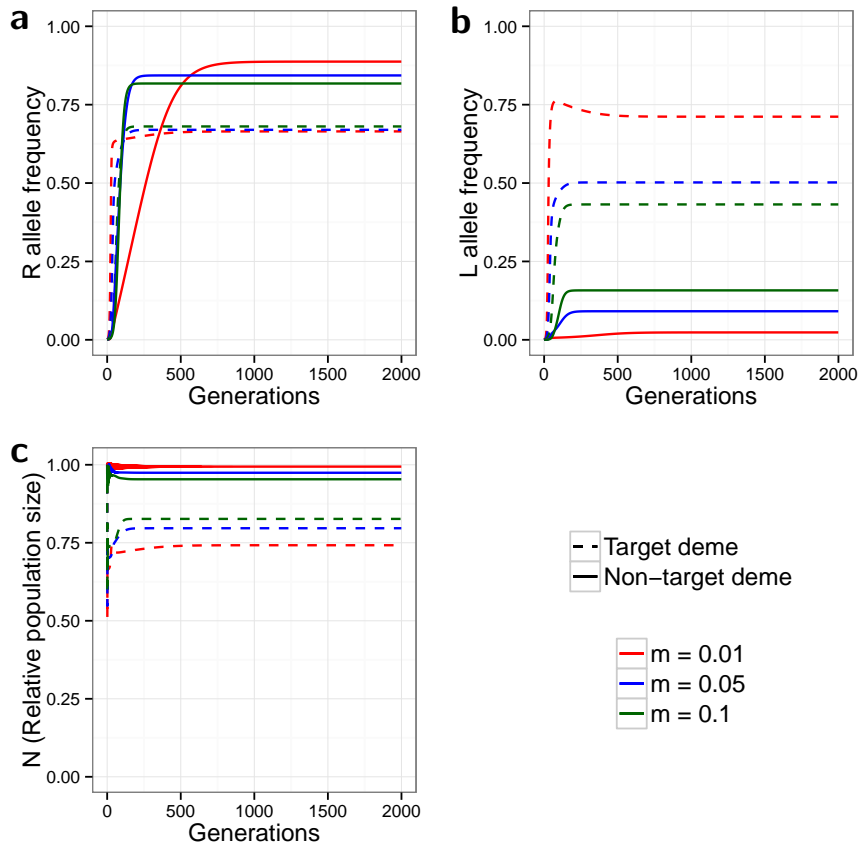 a
R allele frequency
1.00
0.75
0.50
0.25
0.00
0
500
1000
1500
2000
Generations
b
L allele frequency
1.00
0.75
0.50
0.25
0.00
0
500
1000
1500
2000
Generations
c
N (Relative population size)
1.00
0.75
0.50
0.25
0.00
0
500
1000
1500
2000
Generations
Target deme
Non−target deme
m = 0.01
m = 0.05
m = 0.1